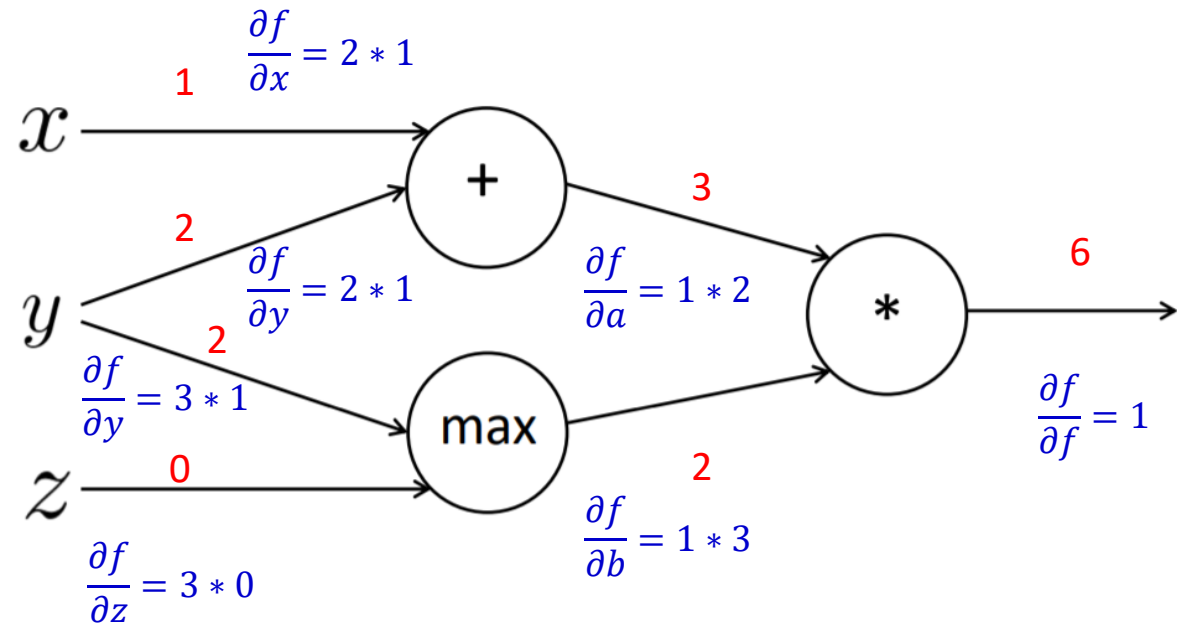 ∂f/∂x = 2 * 1
1
x
+
3
2
y
∂f/∂y = 2 * 1
∂f/∂a = 1 * 2
6
*
2
∂f/∂y = 3 * 1
max
∂f/∂f = 1
z
0
2
∂f/∂b = 1 * 3
∂f/∂z = 3 * 0